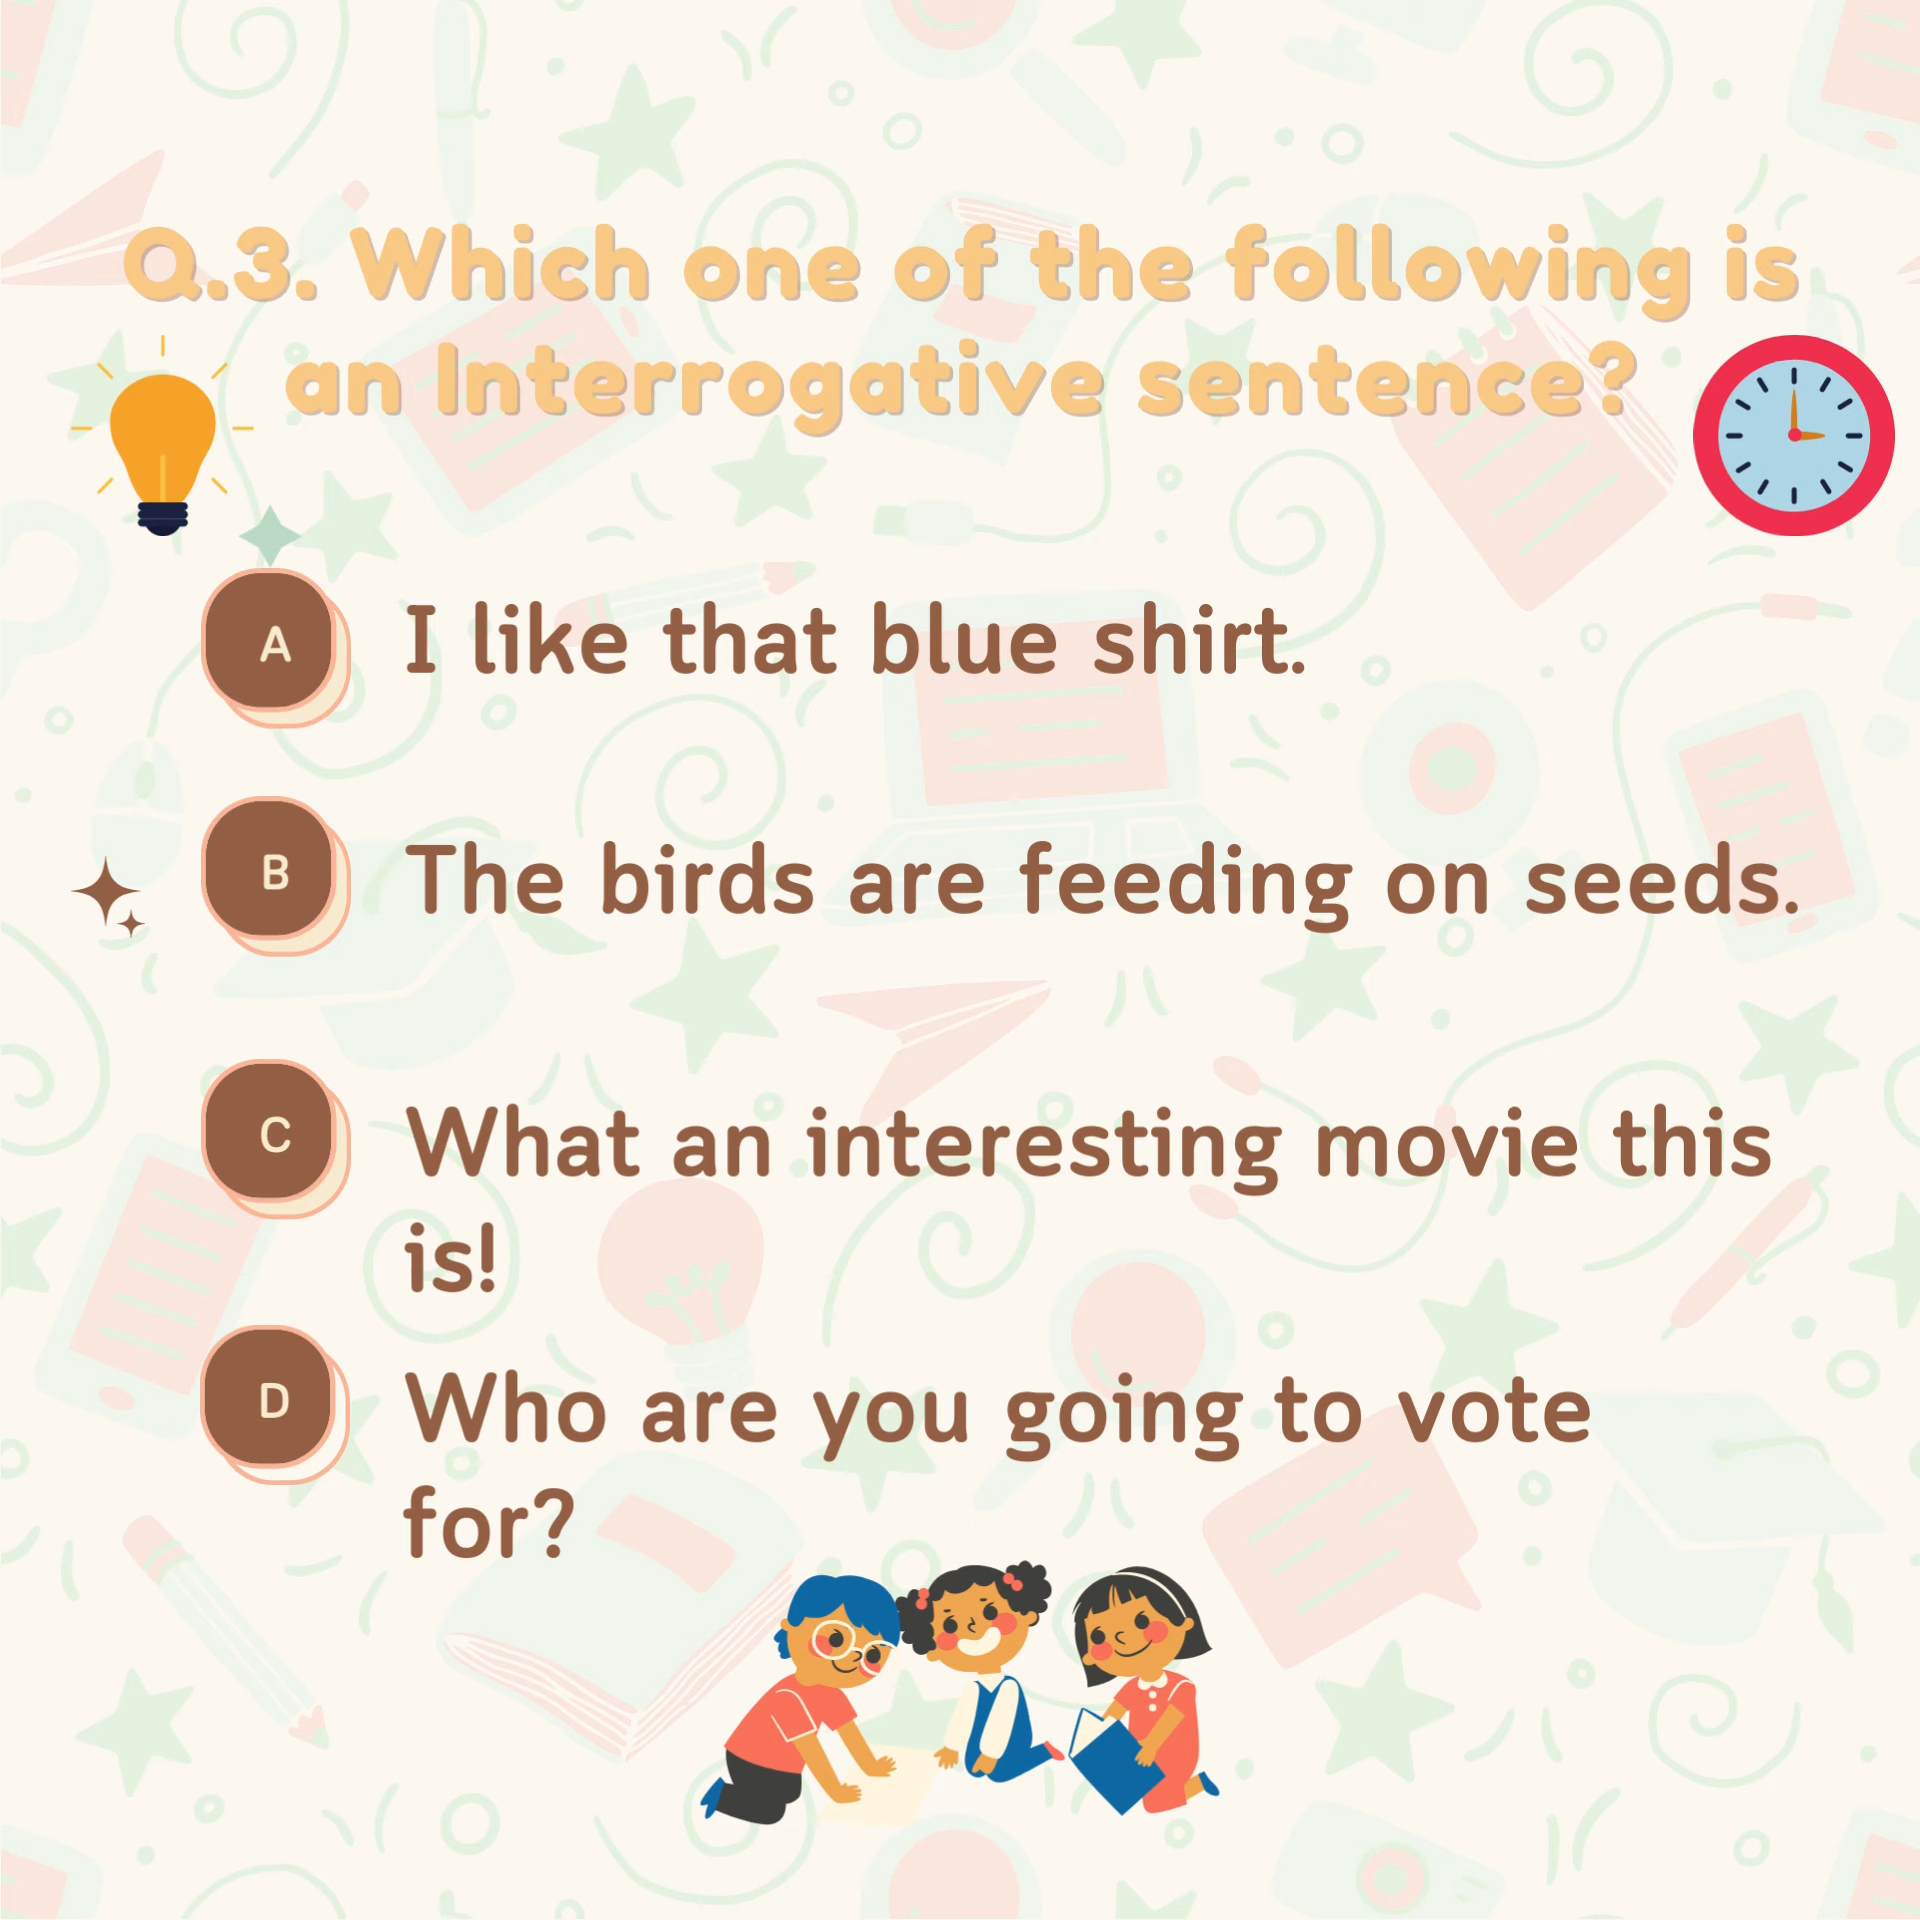 Q.3. Which one of the following is
an Interrogative sentence?
A
I like that blue shirt.
B
The birds are feeding on seeds.
C
What an interesting movie this
is!
D
Who are you going to vote
for?